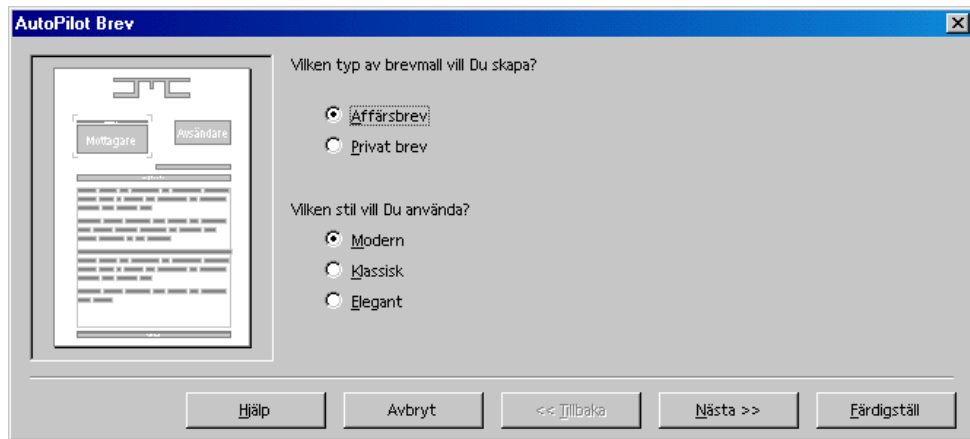 AutoPilot Brev
Vilken typ av brevmall vill Du skapa?
Affärsbrev
Privat brev
Mottagare
Avsändare
Vilken stil vill Du använda?
Modern
Klassisk
Elegant
Hjälp
Avbryt
<< Tillbaka
Nästa >>
Färdigställ